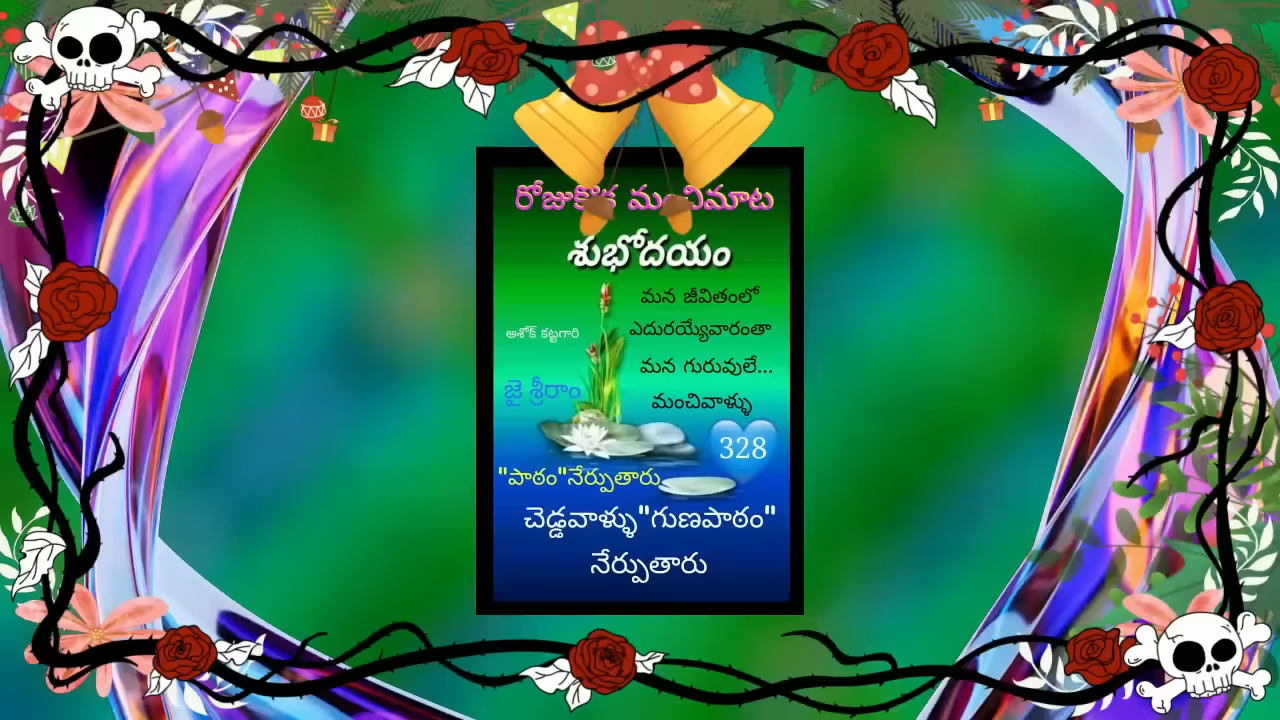 రోజుకొక మంచిమాట
శుభోదయం
మన జీవితంలో
ఎదురయ్యేవారంతా
మన గురువులే...
మంచివాళ్ళు
అశోక్ కట్టగారి
జై శ్రీరాం
328
"పాఠం"నేర్పుతారు
చెడ్డవాళ్ళు"గుణపాఠం"
నేర్పుతారు